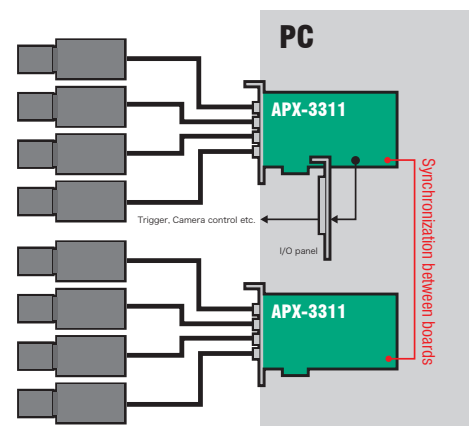 PC
APX-3311
Trigger, Camera control etc.
I/O panel
Synchronization between boards
APX-3311